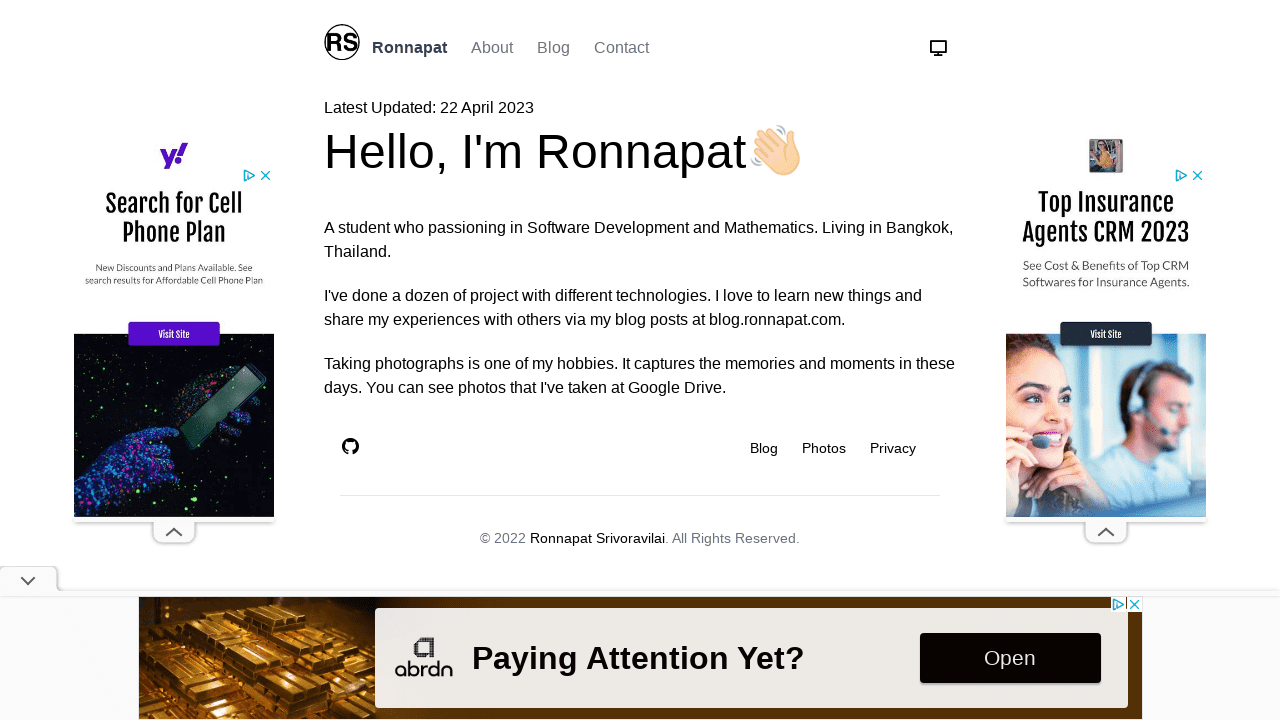 RS Ronnapat About Blog Contact
Latest Updated: 22 April 2023
Hello, I'm Ronnapat
A student who passioning in Software Development and Mathematics. Living in Bangkok,
Thailand.
I've done a dozen of project with different technologies. I love to learn new things and
share my experiences with others via my blog posts at blog.ronnapat.com.
Taking photographs is one of my hobbies. It captures the memories and moments in these
days. You can see photos that I've taken at Google Drive.
Blog Photos Privacy
© 2022 Ronnapat Srivoravilai. All Rights Reserved.
y!
Search for Cell
Phone Plan
New Discounts and Plans Available. See
search results for Affordable Cell Phone Plan
Visit Site
Top Insurance
Agents CRM 2023
See Cost & Benefits of Top CRM
Softwares for Insurance Agents.
Visit Site
abrdn
Paying Attention Yet?
Open